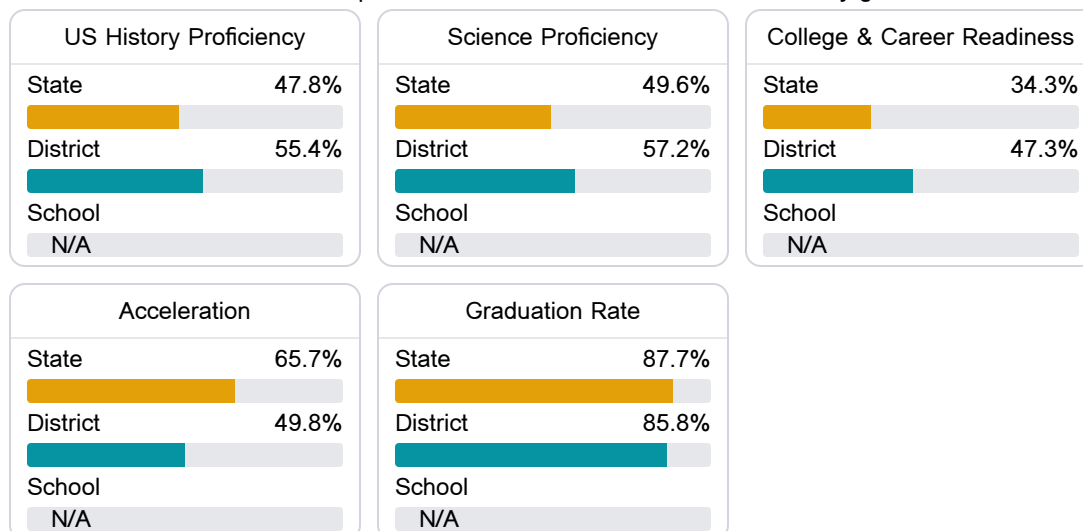 US History Proficiency
State 47.8%
District 55.4%
School
N/A
Science Proficiency
State 49.6%
District 57.2%
School
N/A
College & Career Readiness
State 34.3%
District 47.3%
School
N/A
Acceleration
State 65.7%
District 49.8%
School
N/A
Graduation Rate
State 87.7%
District 85.8%
School
N/A